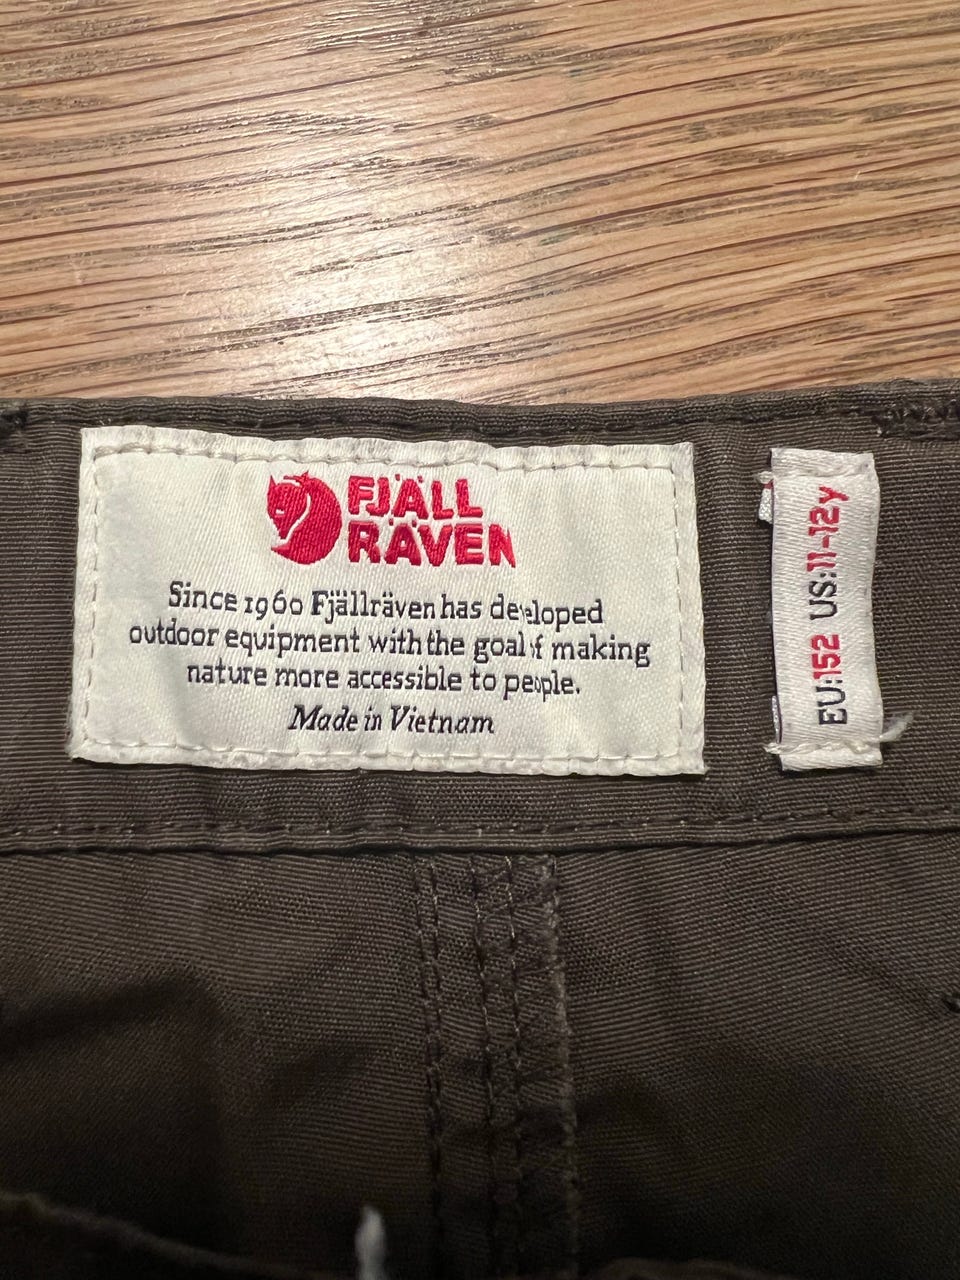 FJÄLL
RÄVEN
Since 1960 Fjällräven has developed
outdoor equipment with the goal of making
nature more accessible to people.
Made in Vietnam
EU:152 US:11-12y